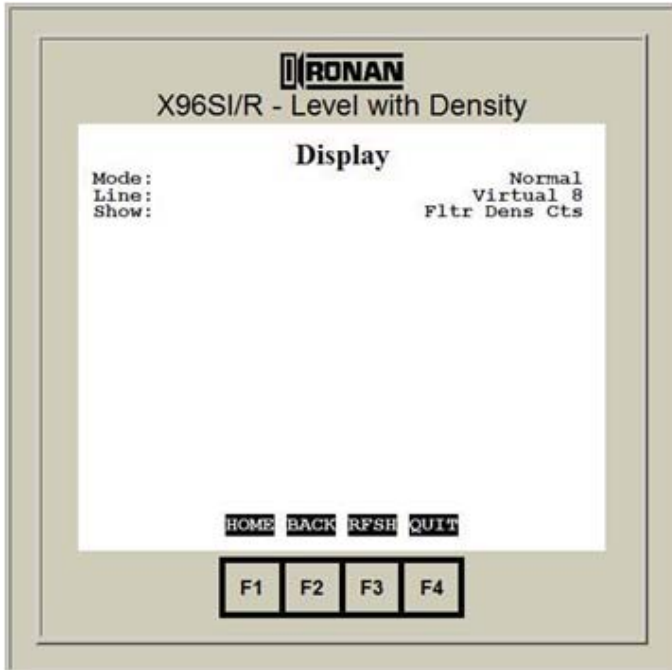 RONAN
X96SI/R - Level with Density
Display
Mode: Normal
Line: Virtual 8
Show: Fltr Dens Cts
HOME BACK RFSH QUIT
F1 F2 F3 F4